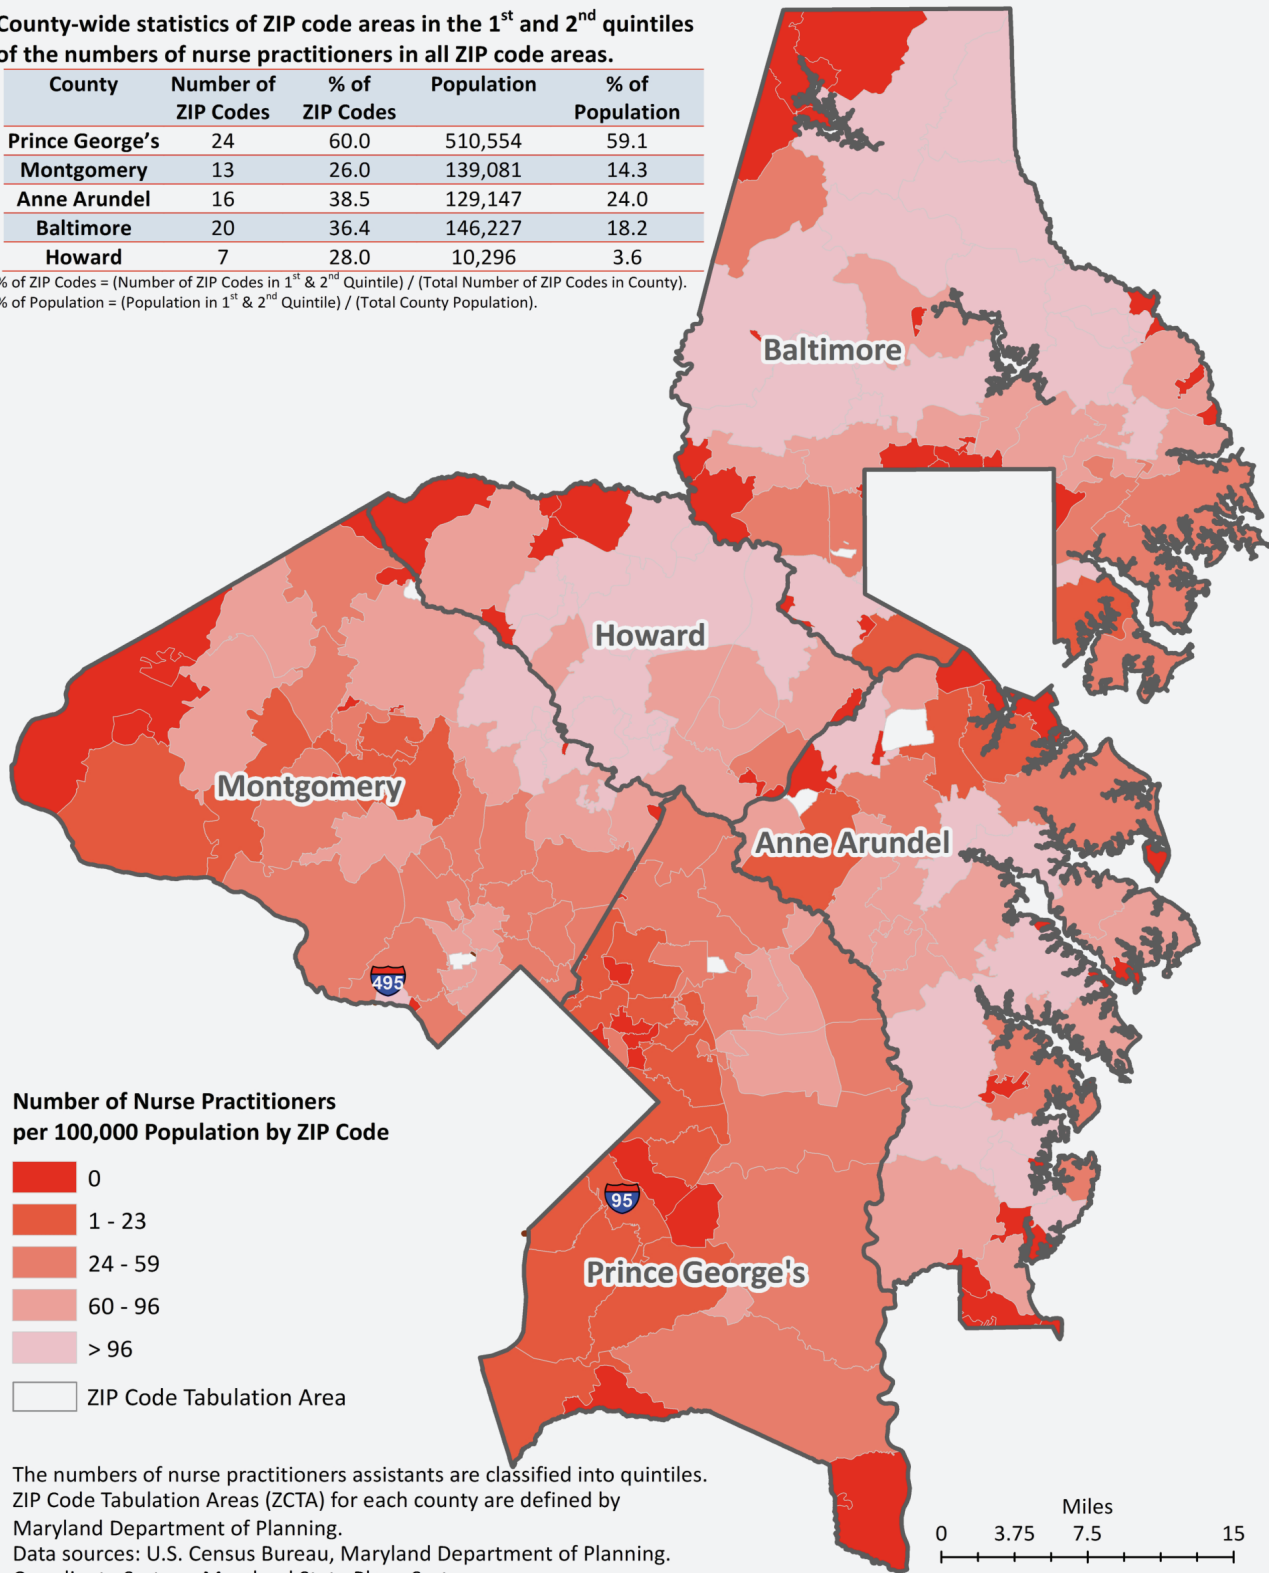 County-wide statistics of ZIP code areas in the 1st and 2nd quintiles
of the numbers of nurse practitioners in all ZIP code areas.
County Number of ZIP Codes % of ZIP Codes Population % of Population
Prince George's 24 60.0 510,554 59.1
Montgomery 13 26.0 139,081 14.3
Anne Arundel 16 38.5 129,147 24.0
Baltimore 20 36.4 146,227 18.2
Howard 7 28.0 10,296 3.6
% of ZIP Codes = (Number of ZIP Codes in 1st & 2nd Quintile) / (Total Number of ZIP Codes in County).
% of Population = (Population in 1st & 2nd Quintile) / (Total County Population).
Baltimore
Howard
Montgomery
Anne Arundel
495
95
Prince George's
Number of Nurse Practitioners
per 100,000 Population by ZIP Code
0
1 - 23
24 - 59
60 - 96
> 96
ZIP Code Tabulation Area
The numbers of nurse practitioners assistants are classified into quintiles.
ZIP Code Tabulation Areas (ZCTA) for each county are defined by
Maryland Department of Planning.
Data sources: U.S. Census Bureau, Maryland Department of Planning.
Miles
0 3.75 7.5 15